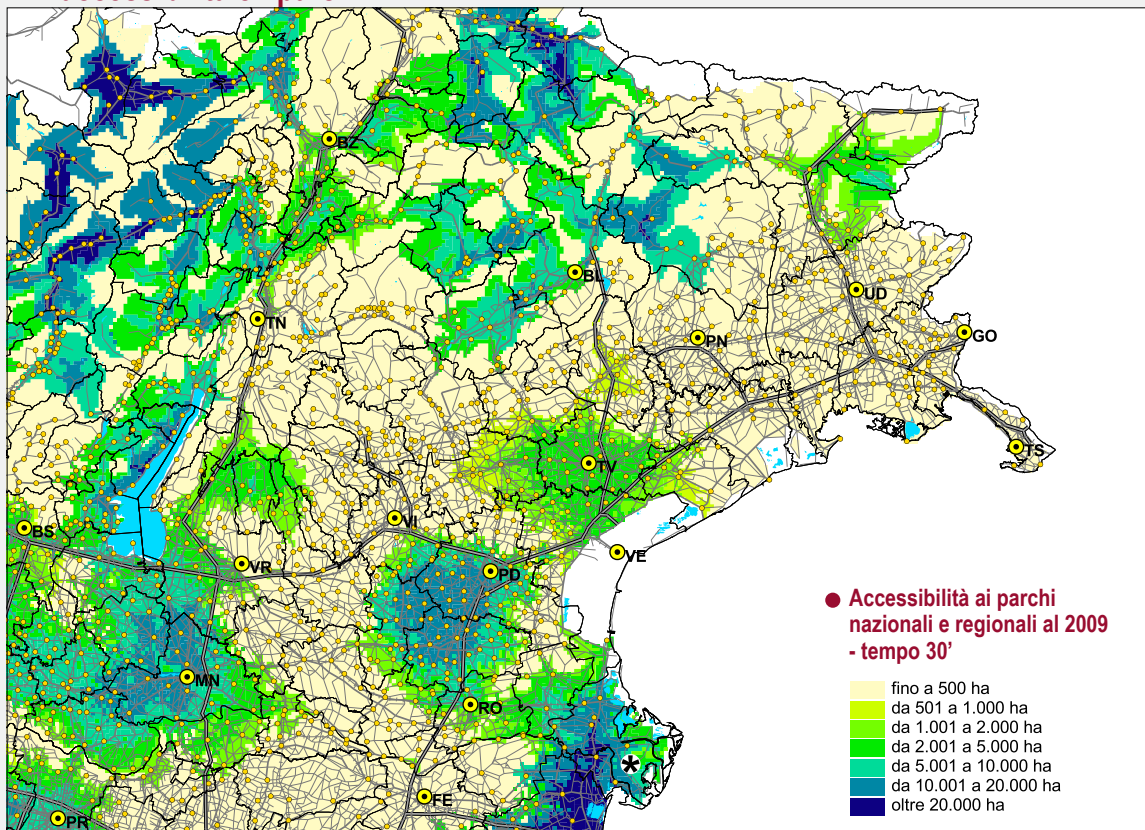 BZ
BL
UD
TN
PN
GO
TS
TV
BS
VI
VE
VR
PD
MN
RO
*
FE
PR
Accessibilità ai parchi
nazionali e regionali al 2009
- tempo 30’
fino a 500 ha
da 501 a 1.000 ha
da 1.001 a 2.000 ha
da 2.001 a 5.000 ha
da 5.001 a 10.000 ha
da 10.001 a 20.000 ha
oltre 20.000 ha